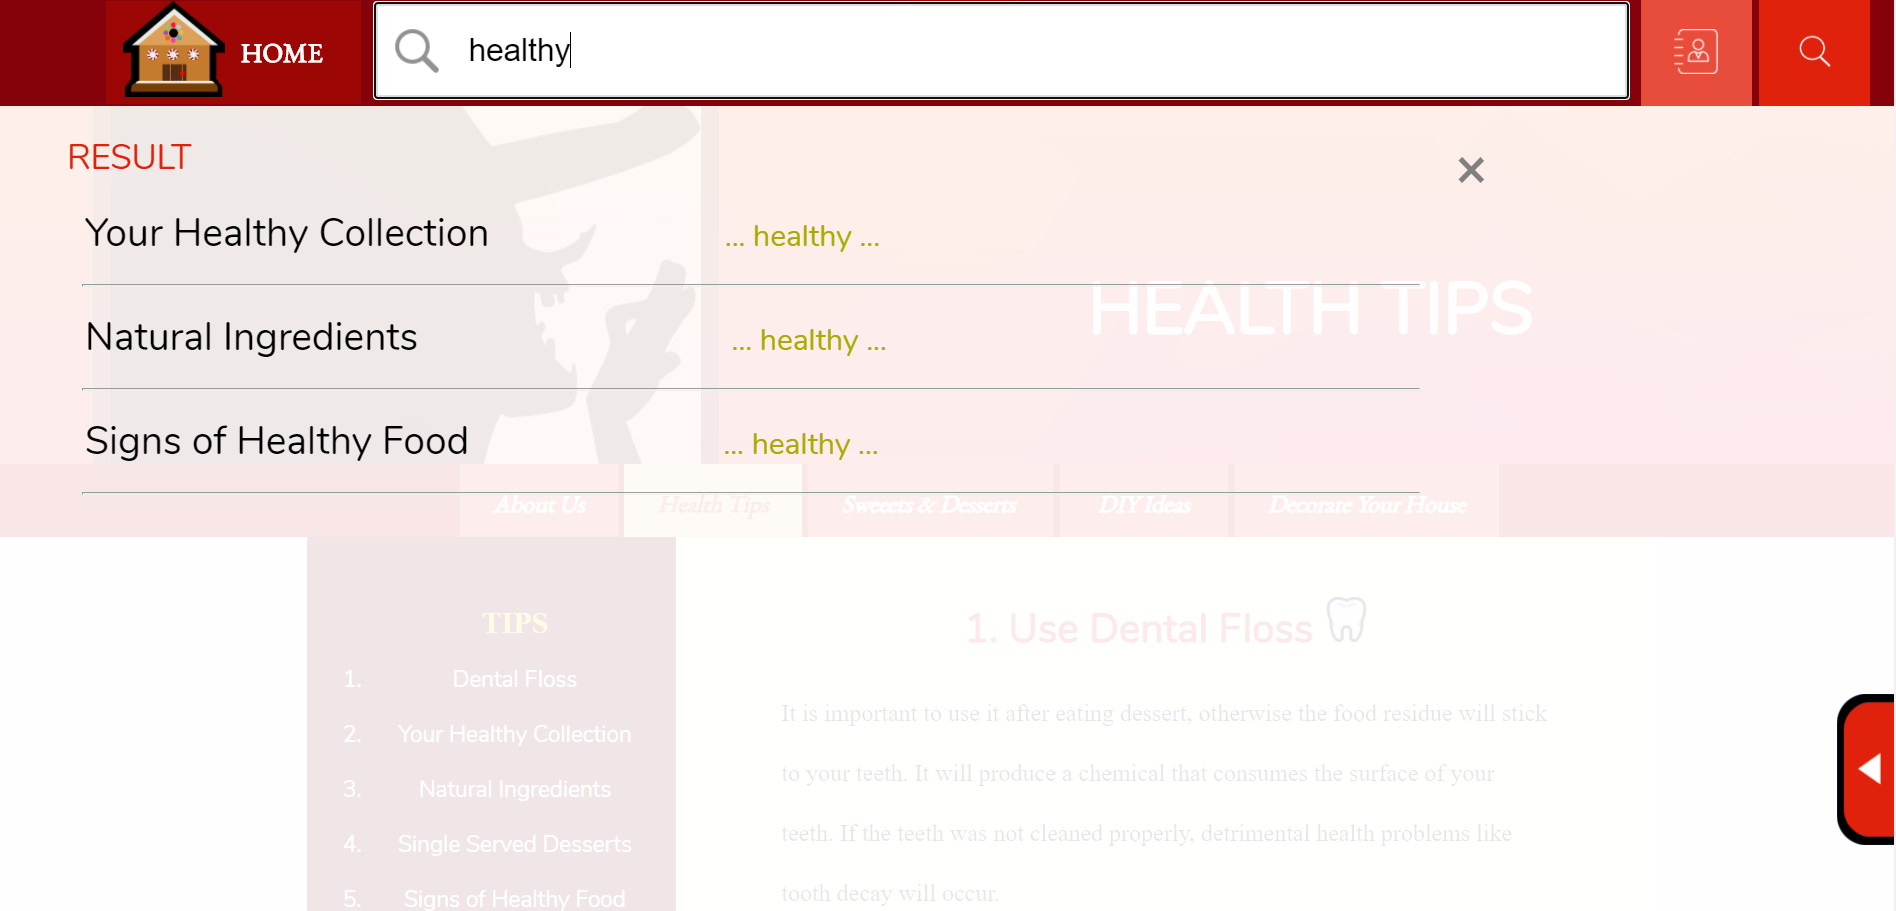 HOME
healthy
RESULT
Your Healthy Collection ... healthy ...
HEALTH TIPS
Natural Ingredients ... healthy ...
Signs of Healthy Food ... healthy ...
About Us Health Tips Sweeets & Desserts DIY Ideas Decorate Your House
TIPS
1. Dental Floss
2. Your Healthy Collection
3. Natural Ingredients
4. Single Served Desserts
5. Signs of Healthy Food
1. Use Dental Floss
It is important to use it after eating dessert, otherwise the food residue will stick
to your teeth. It will produce a chemical that consumes the surface of your
teeth. If the teeth was not cleaned properly, detrimental health problems like
tooth decay will occur.